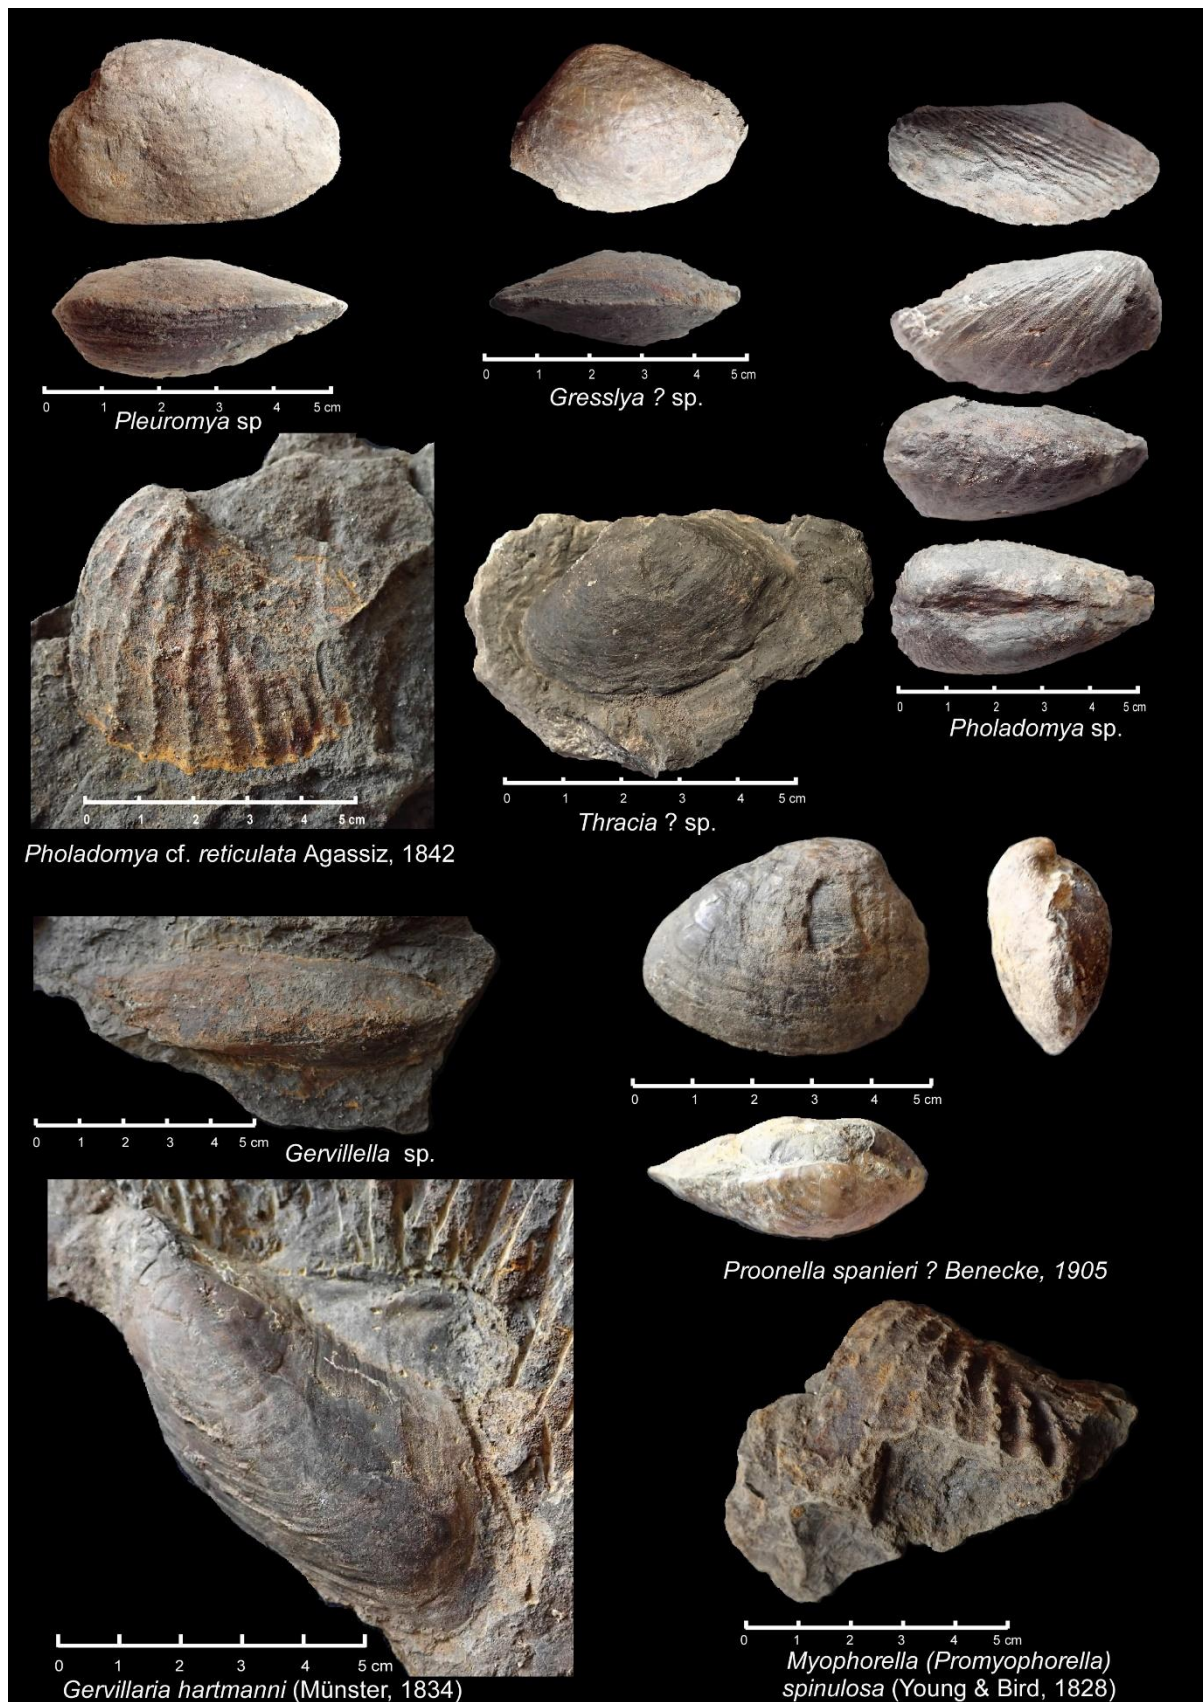 0 1 2 3 4 5 cm
Pleuromya sp
0 1 2 3 4 5 cm
Gresslya ? sp.
0 1 2 3 4 5 cm
Pholadomya sp.
0 1 2 3 4 5 cm
Pholadomya cf. reticulata Agassiz, 1842
0 1 2 3 4 5 cm
Thracia ? sp.
0 1 2 3 4 5 cm
Gervillella sp.
0 1 2 3 4 5 cm
Proonella spanieri ? Benecke, 1905
0 1 2 3 4 5 cm
Gervillaria hartmanni (Münster, 1834)
0 1 2 3 4 5 cm
Myophorella (Promyophorella)
spinulosa (Young & Bird, 1828)